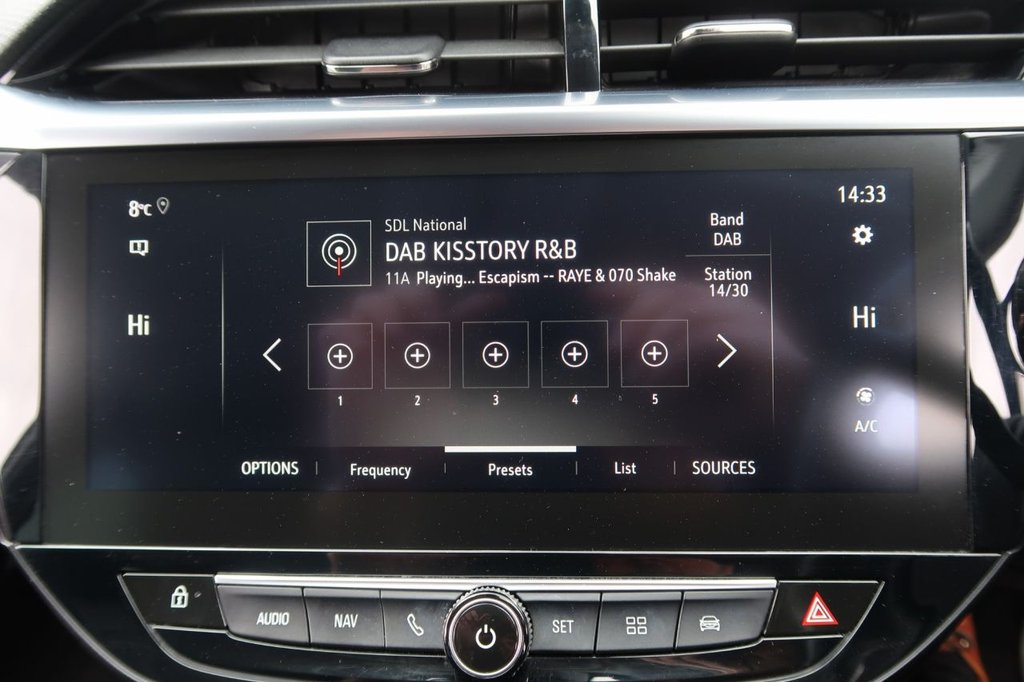 8°C
14:33
SDL National
DAB KISSTORY R&B
11A Playing... Escapism -- RAYE & 070 Shake
Band
DAB
Station
14/30
Hi
Hi
1 2 3 4 5
A/C
OPTIONS Frequency Presets List SOURCES
AUDIO NAV SET